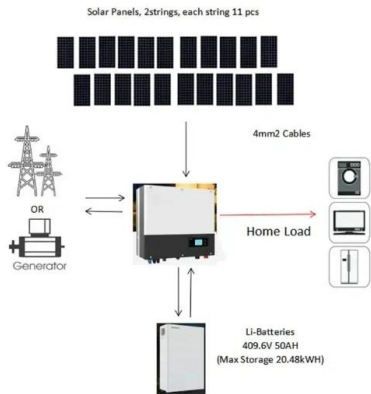 Solar Panels, 2strings, each string 11 pcs
4mm2 Cables
OR
Generator
Home Load
Li-Batteries
409.6V 50AH
(Max Storage 20.48kWH)